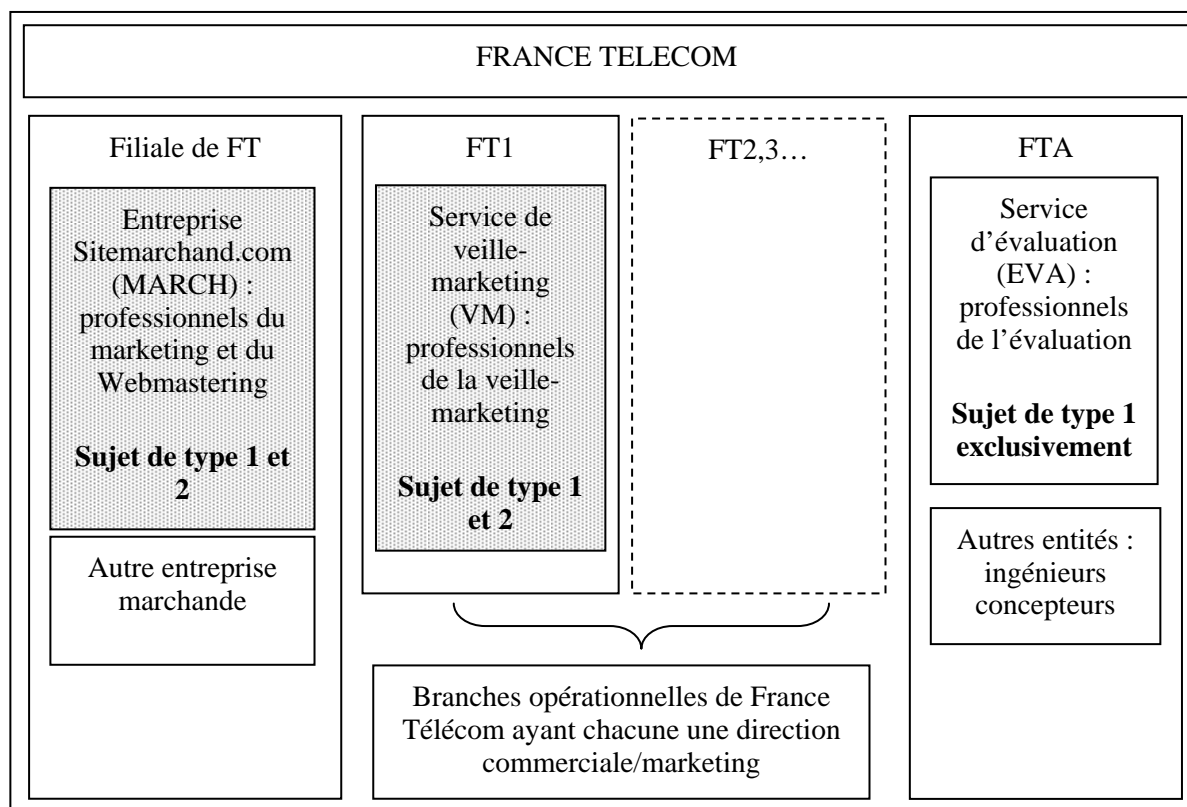 FRANCE TELECOM
Filiale de FT
Entreprise
Sitemarchand.com
(MARCH) :
professionnels du
marketing et du
Webmastering
Sujet de type 1 et
2
Autre entreprise
marchande
FT1
Service de
veille-
marketing
(VM) :
professionnels
de la veille-
marketing
Sujet de type 1
et 2
FT2,3…
Branches opérationnelles de France
Télécom ayant chacune une direction
commerciale/marketing
FTA
Service
d’évaluation
(EVA) :
professionnels
de l’évaluation
Sujet de type 1
exclusivement
Autres entités :
ingénieurs
concepteurs